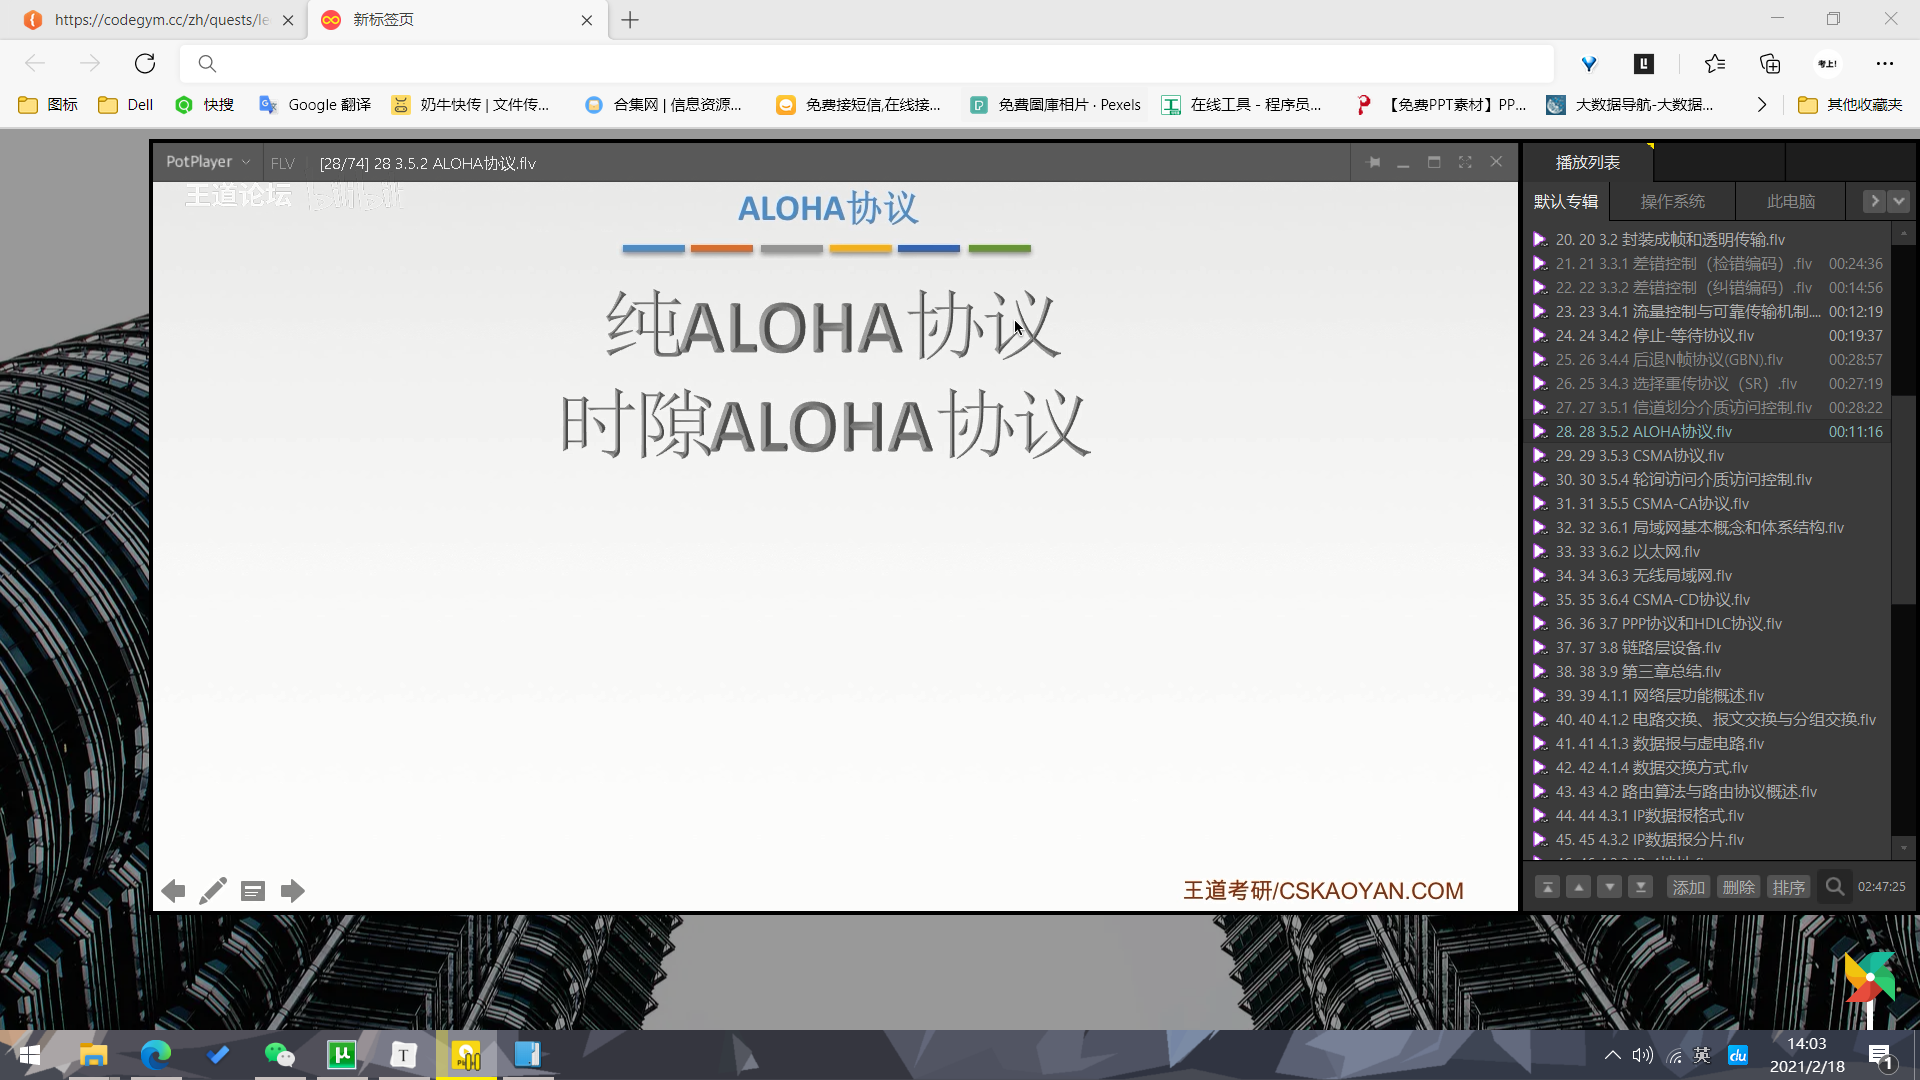 https://codegym.cc/zh/quests/le
新标签页
图标
Dell
快搜
Google 翻译
奶牛快传 | 文件传...
合集网 | 信息资源...
免费接短信,在线接...
免費圖庫相片 · Pexels
在线工具 - 程序员...
【免费PPT素材】PP...
大数据导航-大数据...
其他收藏夹
考上!
PotPlayer
FLV
[28/74] 28 3.5.2 ALOHA协议.flv
王道论坛 bilibili
ALOHA协议
纯ALOHA协议
时隙ALOHA协议
王道考研/CSKAOYAN.COM
播放列表
默认专辑
操作系统
此电脑
20. 20 3.2 封装成帧和透明传输.flv
21. 21 3.3.1 差错控制（检错编码）.flv 00:24:36
22. 22 3.3.2 差错控制（纠错编码）.flv 00:14:56
23. 23 3.4.1 流量控制与可靠传输机制.... 00:12:19
24. 24 3.4.2 停止-等待协议.flv 00:19:37
25. 26 3.4.4 后退N帧协议(GBN).flv 00:28:57
26. 25 3.4.3 选择重传协议（SR）.flv 00:27:19
27. 27 3.5.1 信道划分介质访问控制.flv 00:28:22
28. 28 3.5.2 ALOHA协议.flv 00:11:16
29. 29 3.5.3 CSMA协议.flv
30. 30 3.5.4 轮询访问介质访问控制.flv
31. 31 3.5.5 CSMA-CA协议.flv
32. 32 3.6.1 局域网基本概念和体系结构.flv
33. 33 3.6.2 以太网.flv
34. 34 3.6.3 无线局域网.flv
35. 35 3.6.4 CSMA-CD协议.flv
36. 36 3.7 PPP协议和HDLC协议.flv
37. 37 3.8 链路层设备.flv
38. 38 3.9 第三章总结.flv
39. 39 4.1.1 网络层功能概述.flv
40. 40 4.1.2 电路交换、报文交换与分组交换.flv
41. 41 4.1.3 数据报与虚电路.flv
42. 42 4.1.4 数据交换方式.flv
43. 43 4.2 路由算法与路由协议概述.flv
44. 44 4.3.1 IP数据报格式.flv
45. 45 4.3.2 IP数据报分片.flv
添加
删除
排序
02:47:25
英
du
14:03
2021/2/18
1